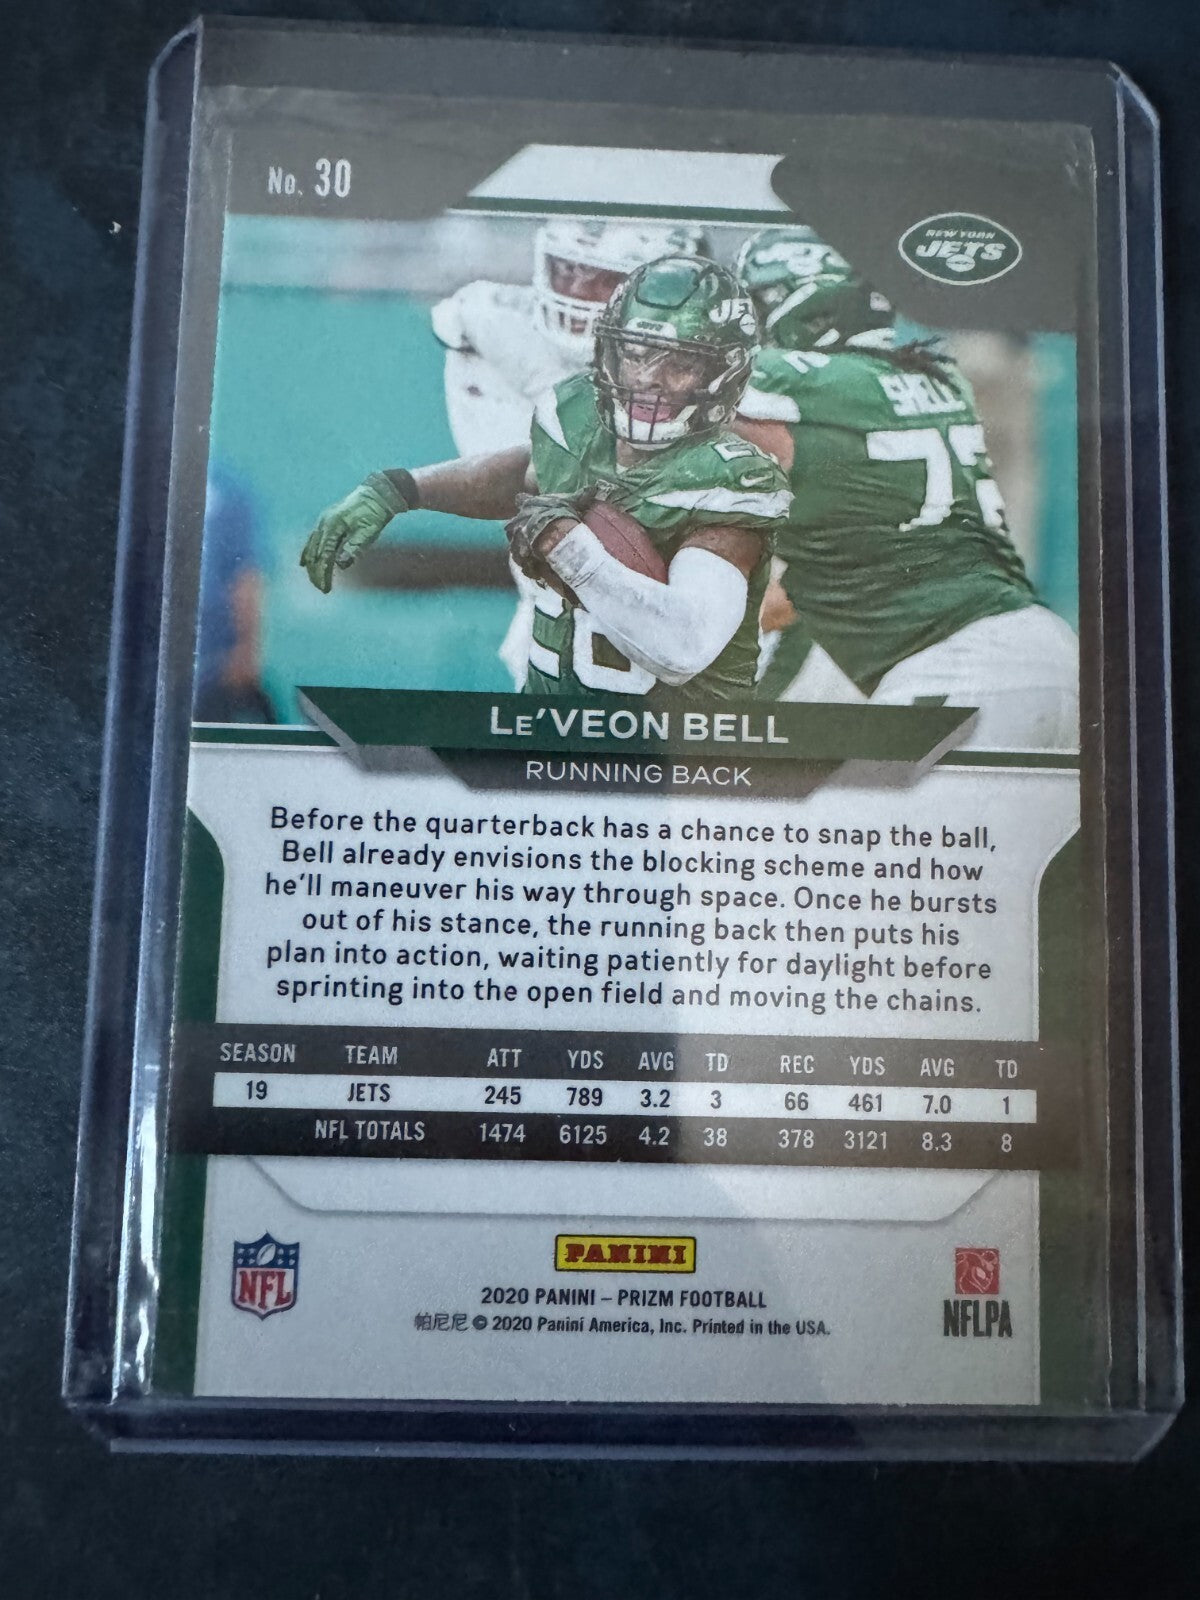 No. 30
NEW YORK
JETS
JETS
JE
SHELL
72
26
LE'VEON BELL
RUNNING BACK
Before the quarterback has a chance to snap the ball,
Bell already envisions the blocking scheme and how
he'll maneuver his way through space. Once he bursts
out of his stance, the running back then puts his
plan into action, waiting patiently for daylight before
sprinting into the open field and moving the chains.
SEASON TEAM ATT YDS AVG TD REC YDS AVG TD
19 JETS 245 789 3.2 3 66 461 7.0 1
NFL TOTALS 1474 6125 4.2 38 378 3121 8.3 8
NFL
PANINI
2020 PANINI – PRIZM FOOTBALL
帕尼尼 © 2020 Panini America, Inc. Printed in the USA.
NFLPA